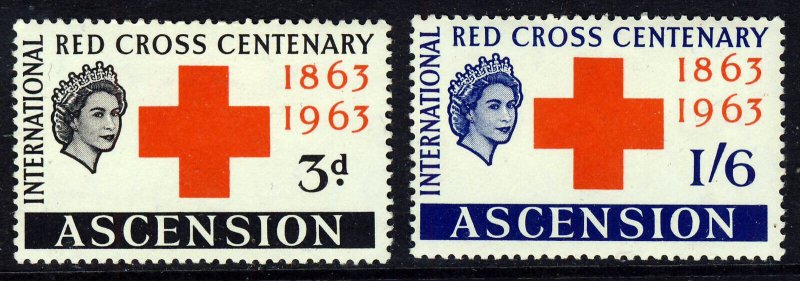 INTERNATIONAL
RED CROSS CENTENARY
1863
1963
3d.
ASCENSION
INTERNATIONAL
RED CROSS CENTENARY
1863
1963
1/6
ASCENSION